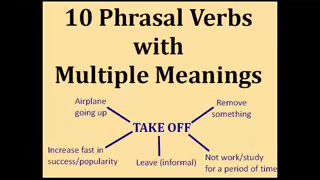 10 Phrasal Verbs
with
Multiple Meanings
Airplane
going up
Remove
something
TAKE OFF
Increase fast in
success/popularity
Leave (informal)
Not work/study
for a period of time